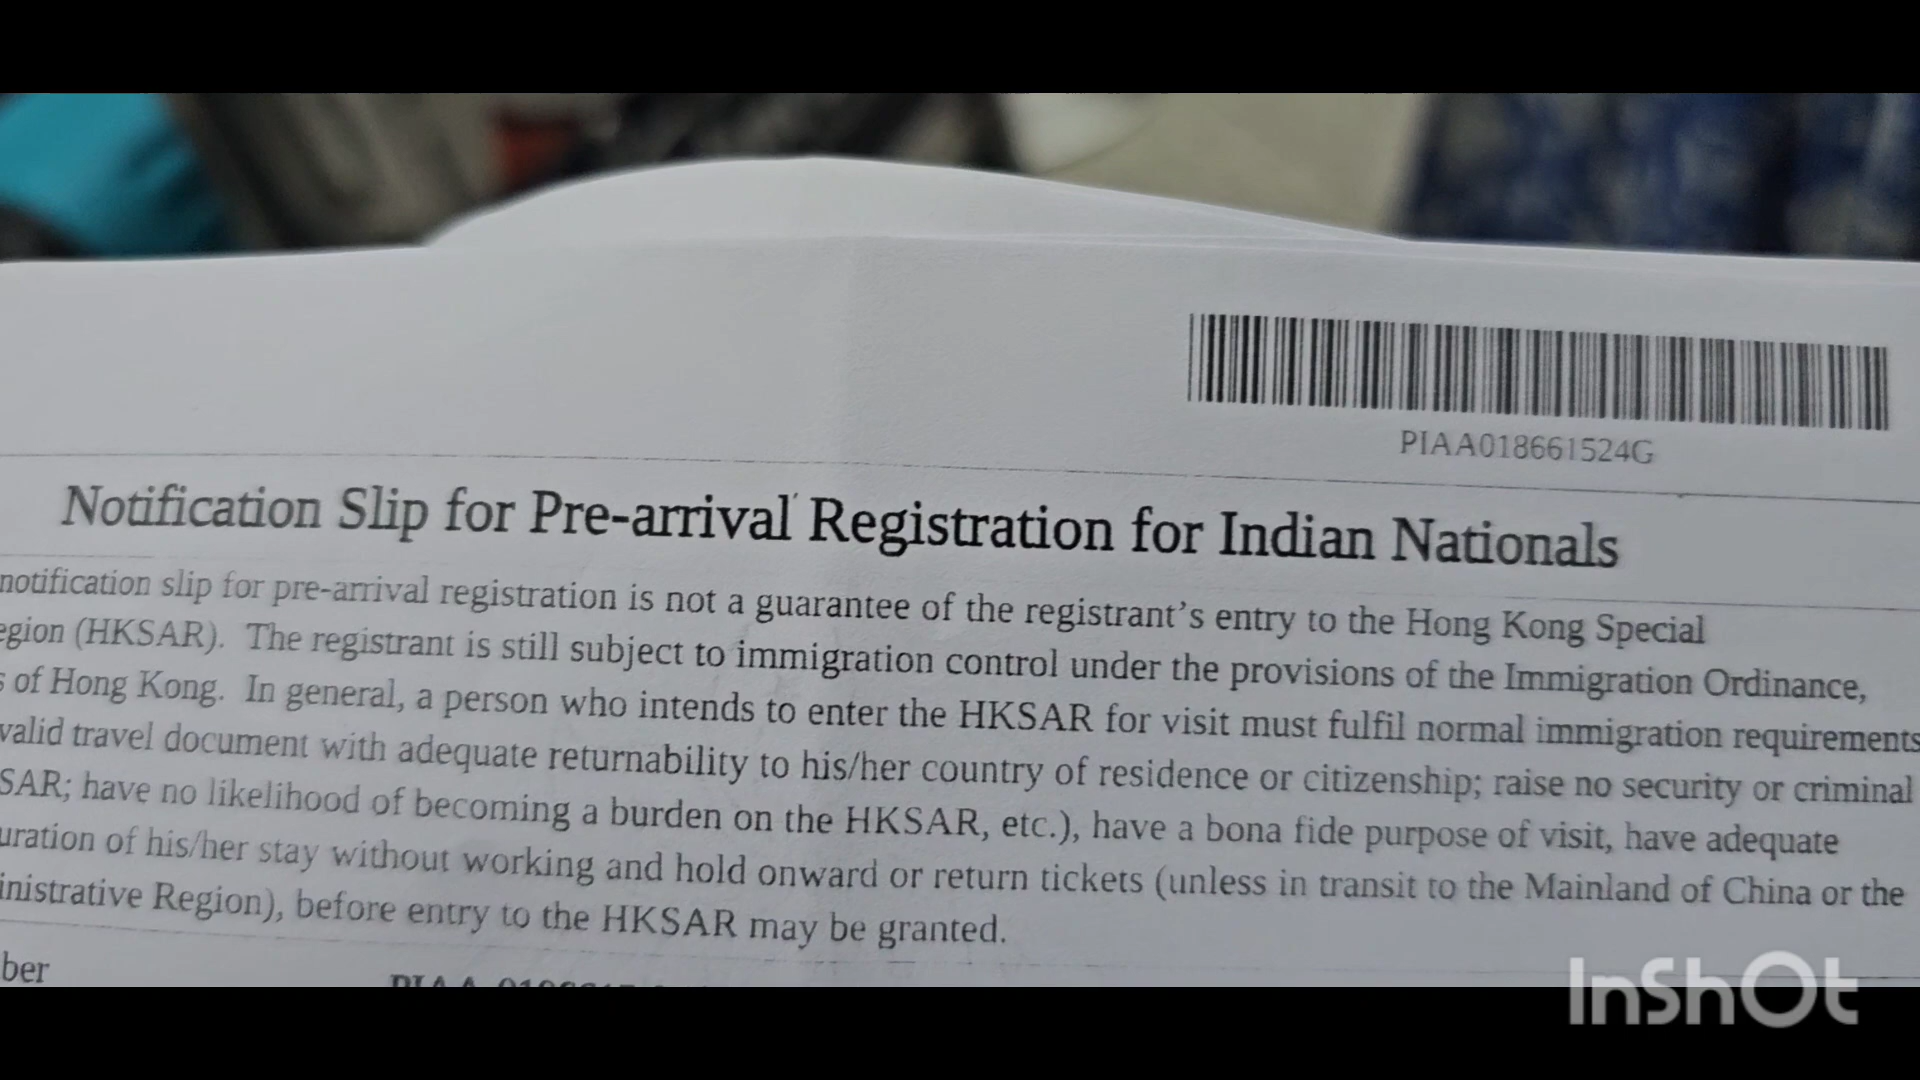 PIAA018661524G
Notification Slip for Pre-arrival Registration for Indian Nationals
notification slip for pre-arrival registration is not a guarantee of the registrant's entry to the Hong Kong Special
egion (HKSAR). The registrant is still subject to immigration control under the provisions of the Immigration Ordinance,
s of Hong Kong. In general, a person who intends to enter the HKSAR for visit must fulfil normal immigration requirements
valid travel document with adequate returnability to his/her country of residence or citizenship; raise no security or criminal
SAR; have no likelihood of becoming a burden on the HKSAR, etc.), have a bona fide purpose of visit, have adequate
uration of his/her stay without working and hold onward or return tickets (unless in transit to the Mainland of China or the
inistrative Region), before entry to the HKSAR may be granted.
ber
InShOt